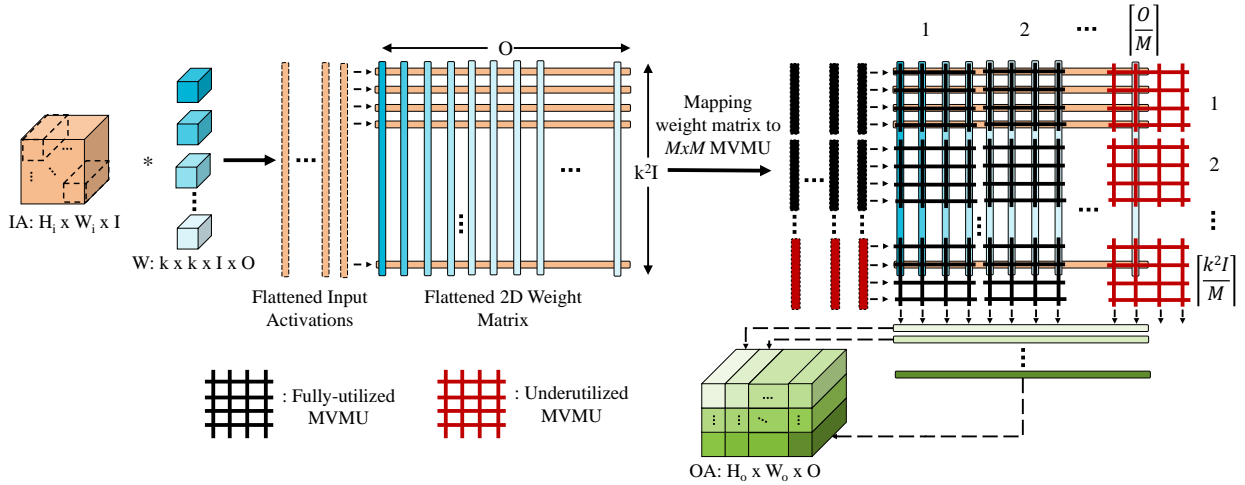 IA: Hᵢ x Wᵢ x I
*
W: k x k x I x O
Flattened Input
Activations
O
k²I
Flattened 2D Weight
Matrix
Mapping
weight matrix to
MxM MVMU
1 2 ... ⌈O/M⌉
1
2
⌈k²I/M⌉
: Fully-utilized
MVMU
: Underutilized
MVMU
OA: Hₒ x Wₒ x O